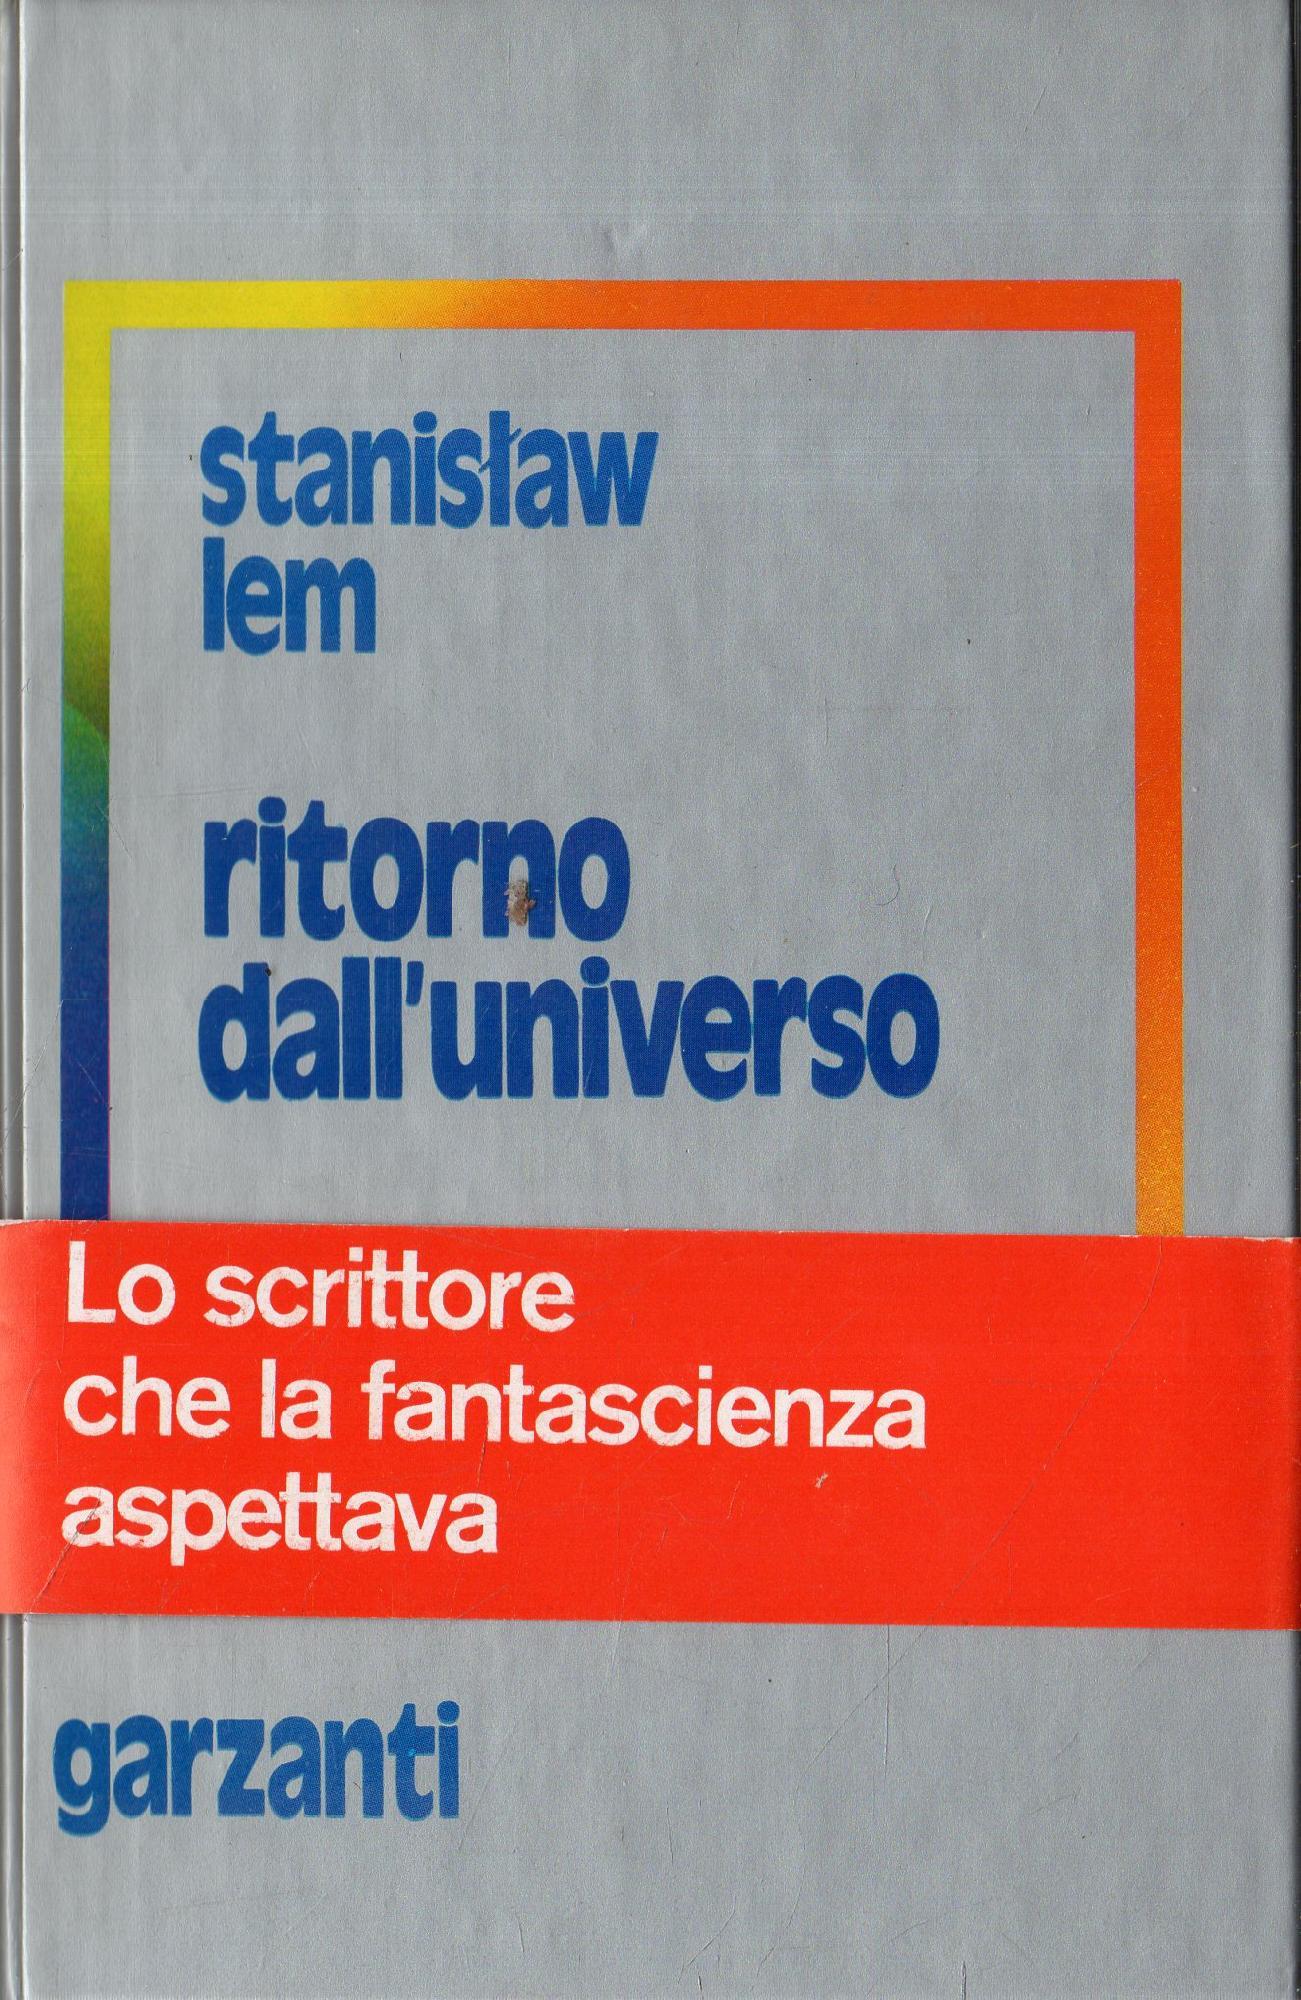 stanisław
lem
ritorno
dall'universo
Lo scrittore
che la fantascienza
aspettava
garzanti